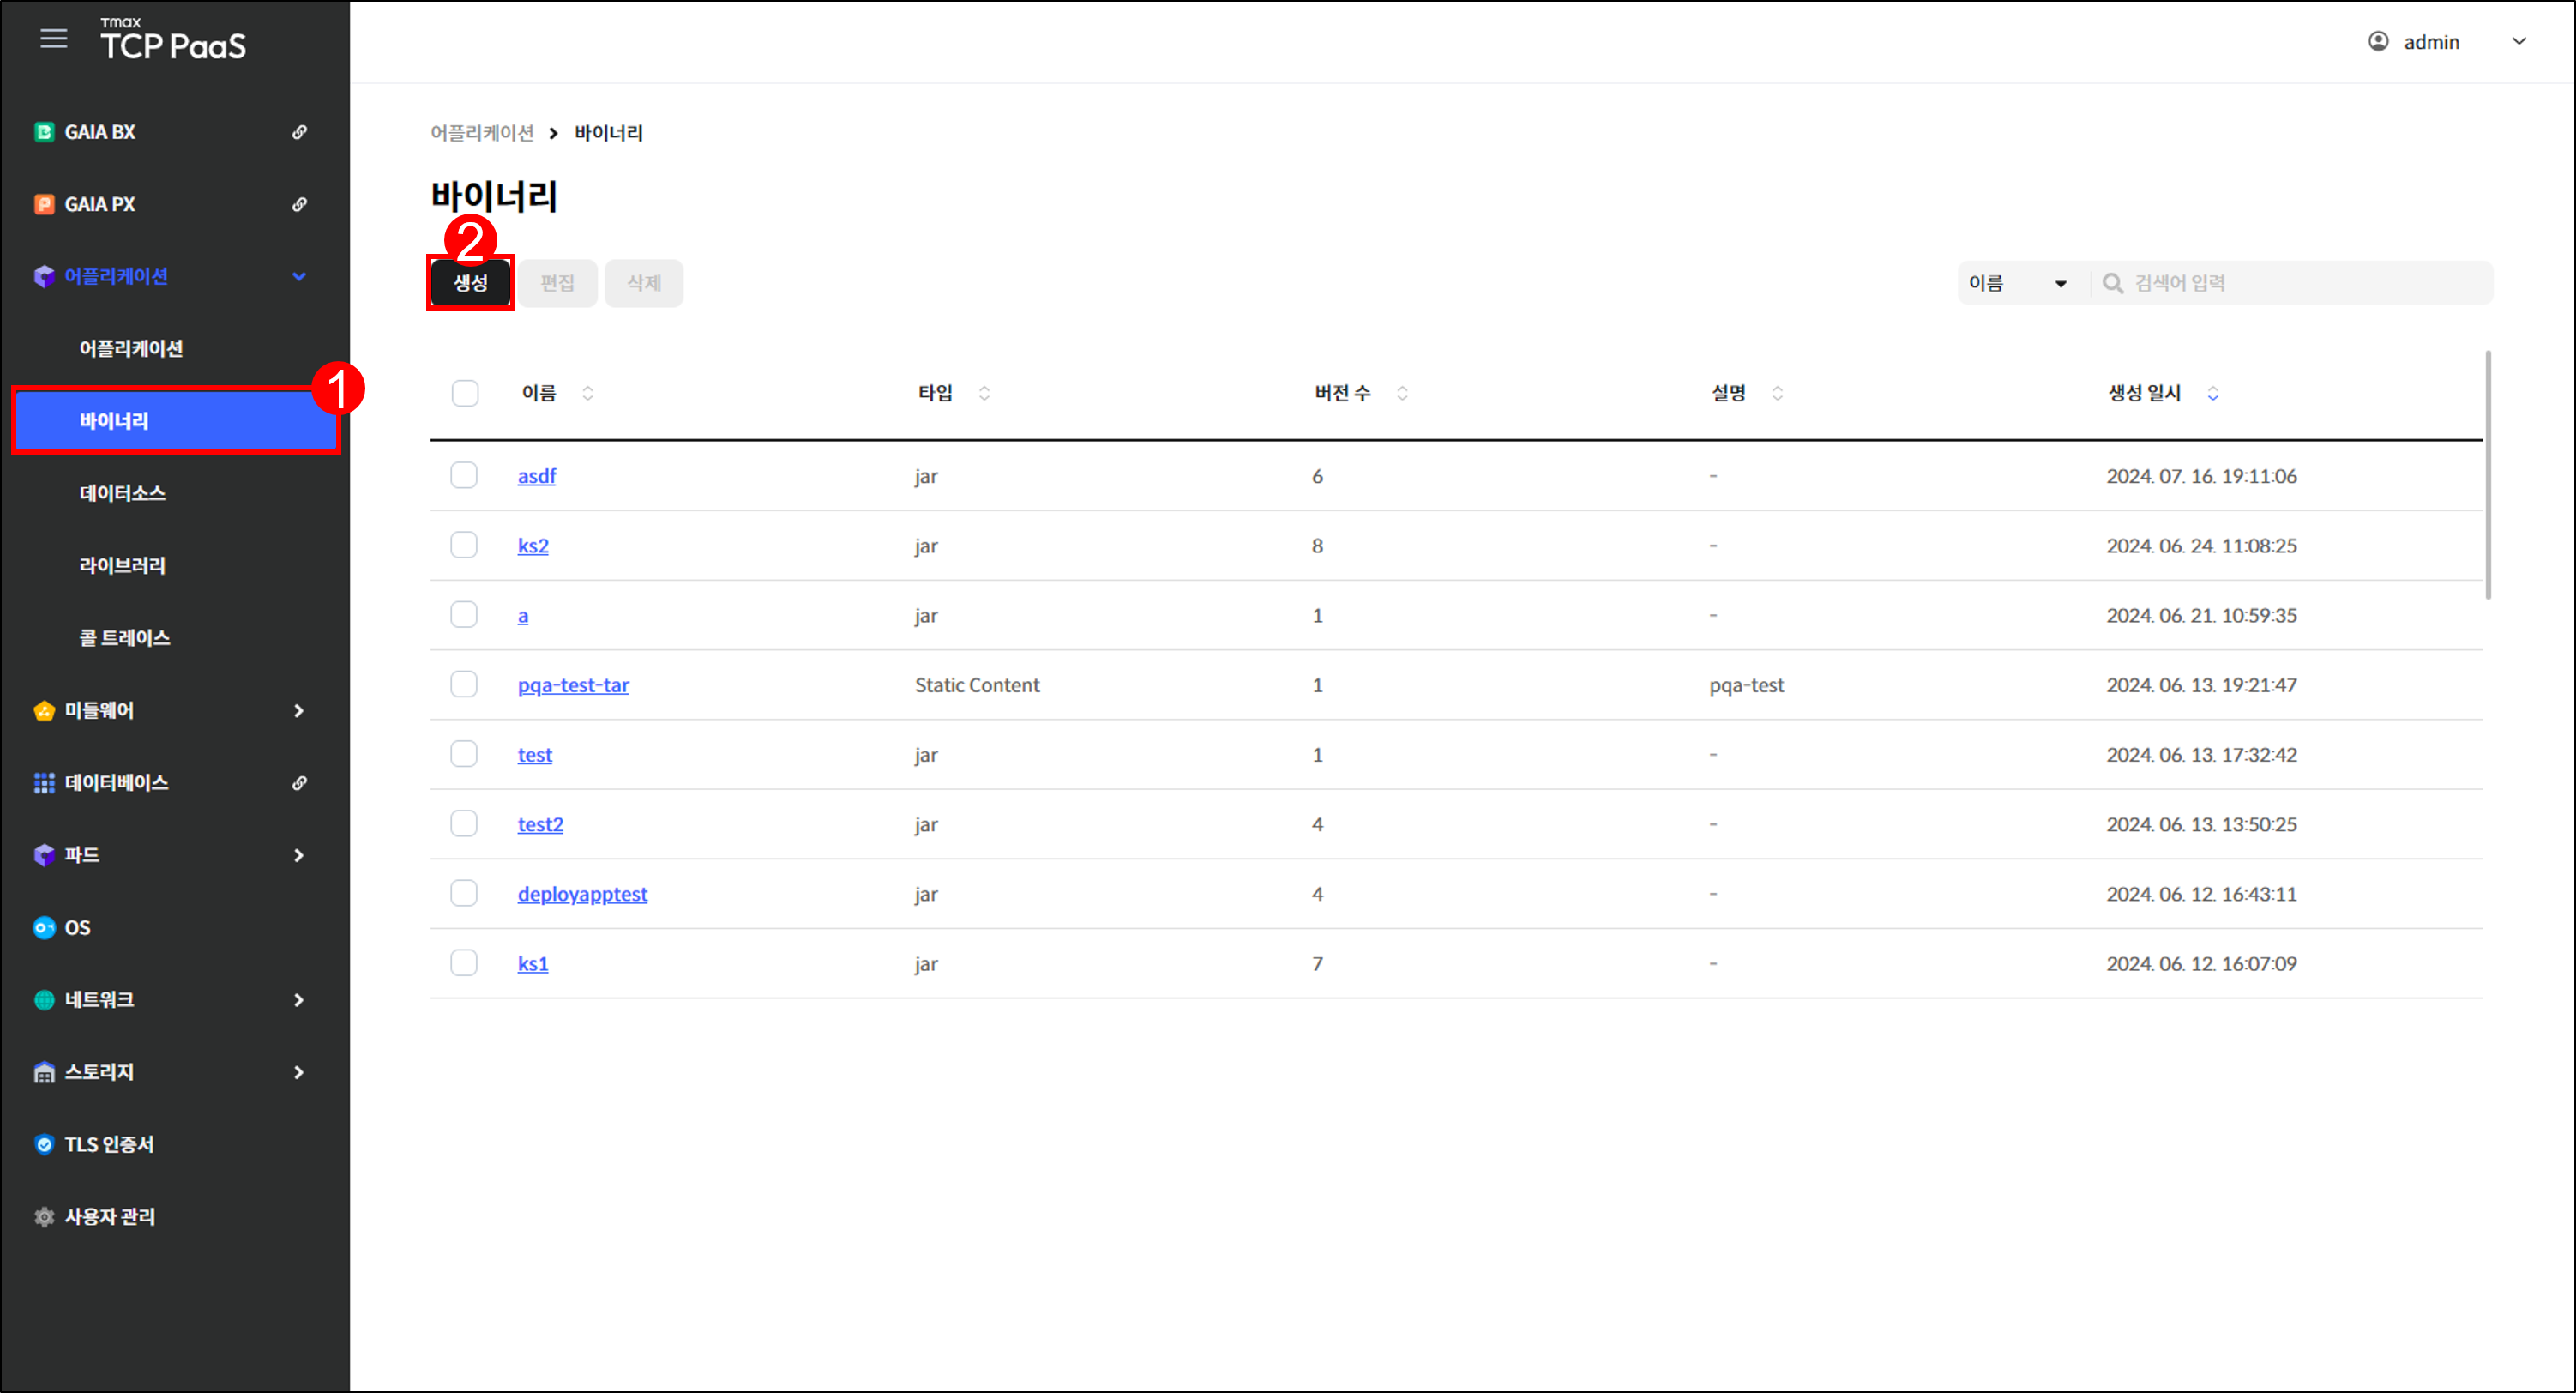 Tmax
TCP PaaS
admin
GAIA BX
GAIA PX
어플리케이션
어플리케이션
바이너리
1
데이터소스
라이브러리
콜 트레이스
미들웨어
데이터베이스
파드
OS
네트워크
스토리지
TLS 인증서
사용자 관리
어플리케이션 > 바이너리
바이너리
2
생성 편집 삭제
이름 검색어 입력
이름 타입 버전 수 설명 생성 일시
asdf jar 6 - 2024. 07. 16. 19:11:06
ks2 jar 8 - 2024. 06. 24. 11:08:25
a jar 1 - 2024. 06. 21. 10:59:35
pqa-test-tar Static Content 1 pqa-test 2024. 06. 13. 19:21:47
test jar 1 - 2024. 06. 13. 17:32:42
test2 jar 4 - 2024. 06. 13. 13:50:25
deployapptest jar 4 - 2024. 06. 12. 16:43:11
ks1 jar 7 - 2024. 06. 12. 16:07:09